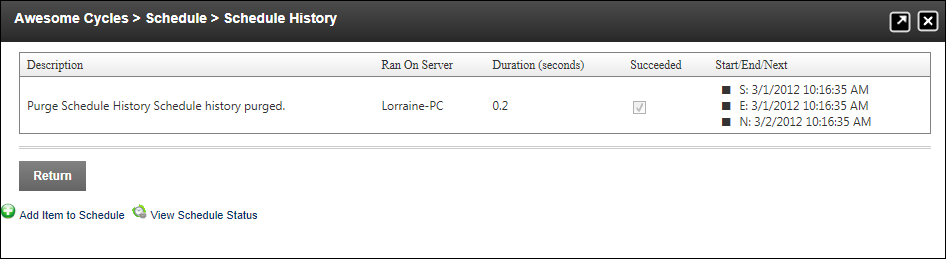 Awesome Cycles > Schedule > Schedule History
Description Ran On Server Duration (seconds) Succeeded Start/End/Next
Purge Schedule History Schedule history purged. Lorraine-PC 0.2
S: 3/1/2012 10:16:35 AM
E: 3/1/2012 10:16:35 AM
N: 3/2/2012 10:16:35 AM
Return
Add Item to Schedule View Schedule Status